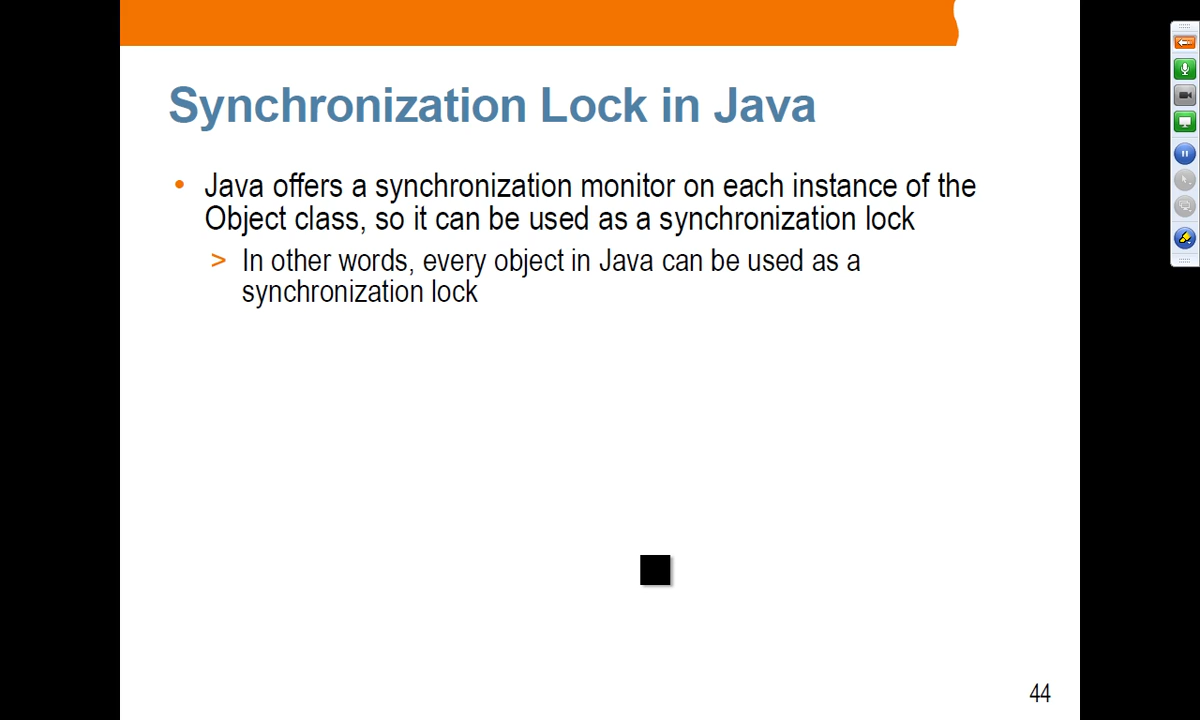 Synchronization Lock in Java
• Java offers a synchronization monitor on each instance of the
Object class, so it can be used as a synchronization lock
> In other words, every object in Java can be used as a
synchronization lock
44